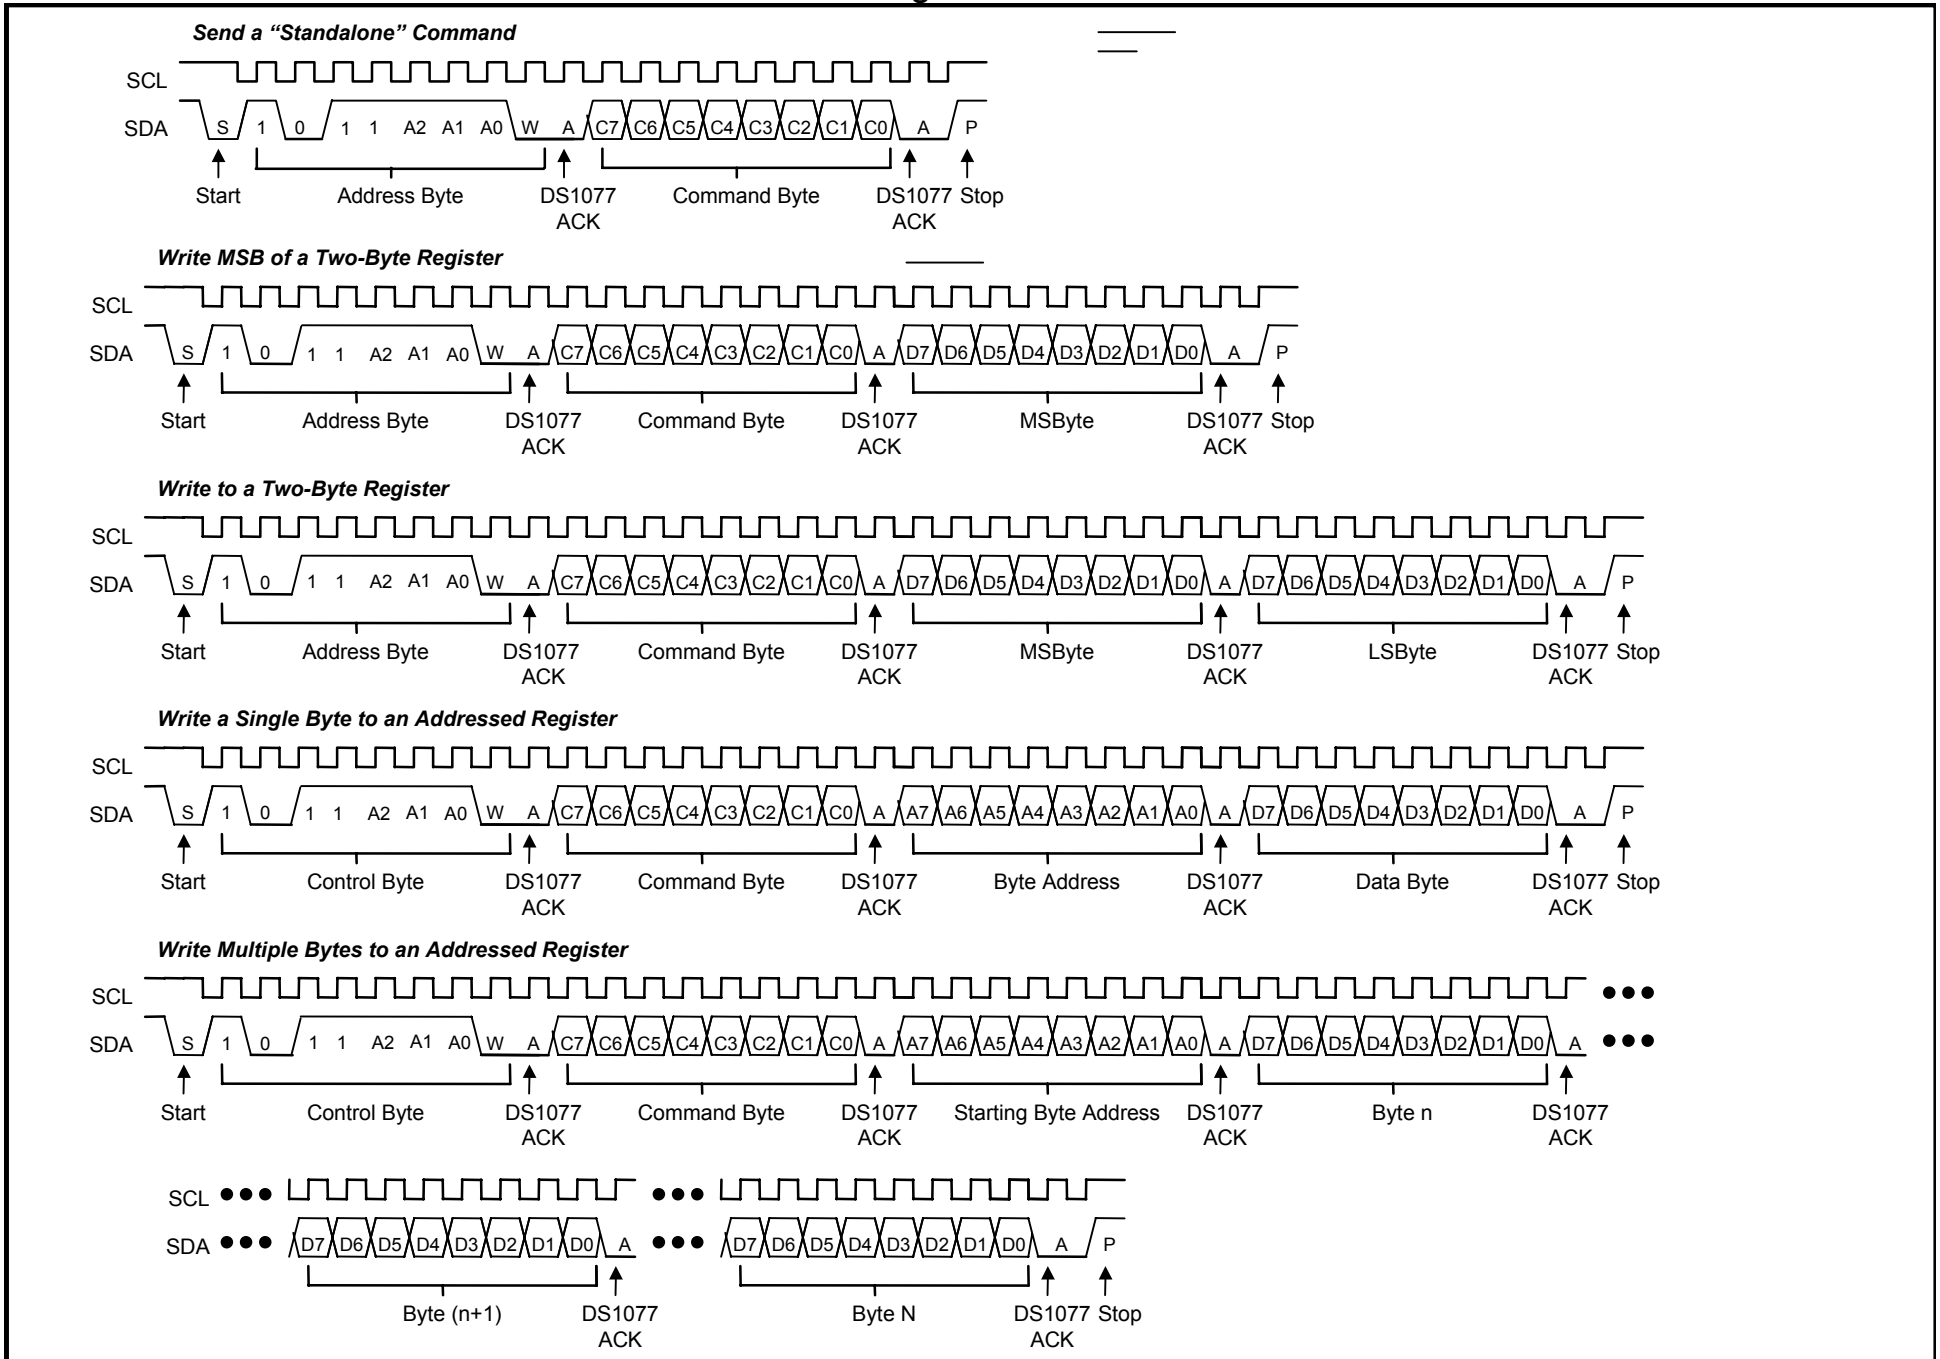 Send a “Standalone” Command
SCL
SDA S 1 0 1 1 A2 A1 A0 W A C7 C6 C5 C4 C3 C2 C1 C0 A P
Start Address Byte DS1077 ACK Command Byte DS1077 ACK Stop
Write MSB of a Two-Byte Register
SCL
SDA S 1 0 1 1 A2 A1 A0 W A C7 C6 C5 C4 C3 C2 C1 C0 A D7 D6 D5 D4 D3 D2 D1 D0 A P
Start Address Byte DS1077 ACK Command Byte DS1077 ACK MSByte DS1077 ACK Stop
Write to a Two-Byte Register
SCL
SDA S 1 0 1 1 A2 A1 A0 W A C7 C6 C5 C4 C3 C2 C1 C0 A D7 D6 D5 D4 D3 D2 D1 D0 A D7 D6 D5 D4 D3 D2 D1 D0 A P
Start Address Byte DS1077 ACK Command Byte DS1077 ACK MSByte DS1077 ACK LSByte DS1077 ACK Stop
Write a Single Byte to an Addressed Register
SCL
SDA S 1 0 1 1 A2 A1 A0 W A C7 C6 C5 C4 C3 C2 C1 C0 A A7 A6 A5 A4 A3 A2 A1 A0 A D7 D6 D5 D4 D3 D2 D1 D0 A P
Start Control Byte DS1077 ACK Command Byte DS1077 ACK Byte Address DS1077 ACK Data Byte DS1077 ACK Stop
Write Multiple Bytes to an Addressed Register
SCL
SDA S 1 0 1 1 A2 A1 A0 W A C7 C6 C5 C4 C3 C2 C1 C0 A A7 A6 A5 A4 A3 A2 A1 A0 A D7 D6 D5 D4 D3 D2 D1 D0 A
Start Control Byte DS1077 ACK Command Byte DS1077 ACK Starting Byte Address DS1077 ACK Byte n DS1077 ACK
SCL
SDA D7 D6 D5 D4 D3 D2 D1 D0 A D7 D6 D5 D4 D3 D2 D1 D0 A P
Byte (n+1) DS1077 ACK Byte N DS1077 ACK Stop